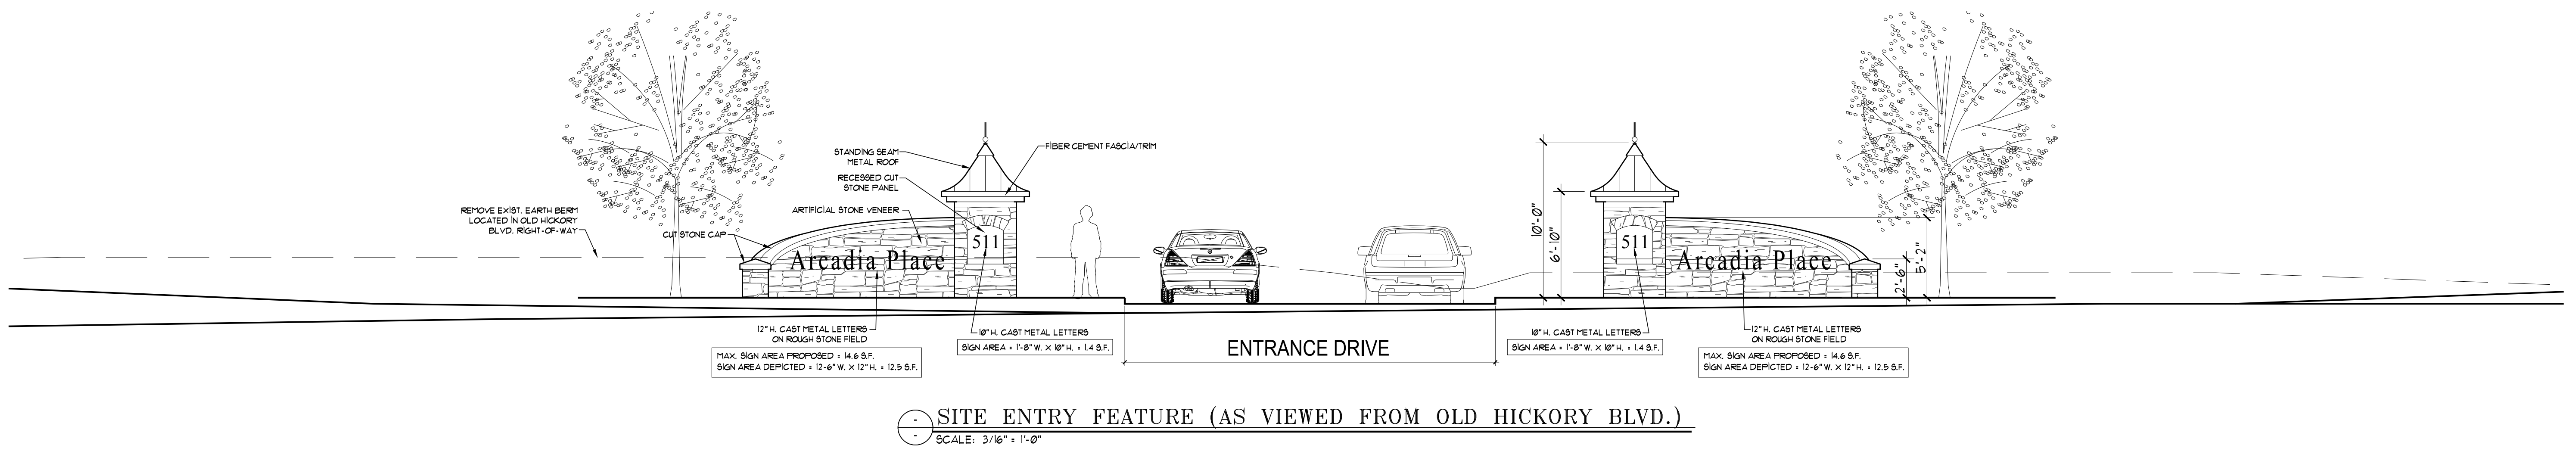 STANDING SEAM
METAL ROOF
FIBER CEMENT FASCIA/TRIM
RECESSED CUT
STONE PANEL
ARTIFICIAL STONE VENEER
REMOVE EXIST. EARTH BERM
LOCATED IN OLD HICKORY
BLVD. RIGHT-OF-WAY
CUT STONE CAP
511
Arcadia Place
10'-0"
6'-10"
511
Arcadia Place
2'-6"
5'-2"
12" H. CAST METAL LETTERS
ON ROUGH STONE FIELD
MAX. SIGN AREA PROPOSED = 14.6 S.F.
SIGN AREA DEPICTED = 12-6" W. X 12" H. = 12.5 S.F.
10" H. CAST METAL LETTERS
SIGN AREA = 1'-8" W. X 10" H. = 1.4 S.F.
ENTRANCE DRIVE
10" H. CAST METAL LETTERS
SIGN AREA = 1'-8" W. X 10" H. = 1.4 S.F.
12" H. CAST METAL LETTERS
ON ROUGH STONE FIELD
MAX. SIGN AREA PROPOSED = 14.6 S.F.
SIGN AREA DEPICTED = 12-6" W. X 12" H. = 12.5 S.F.
- SITE ENTRY FEATURE (AS VIEWED FROM OLD HICKORY BLVD.)
- SCALE: 3/16" = 1'-0"